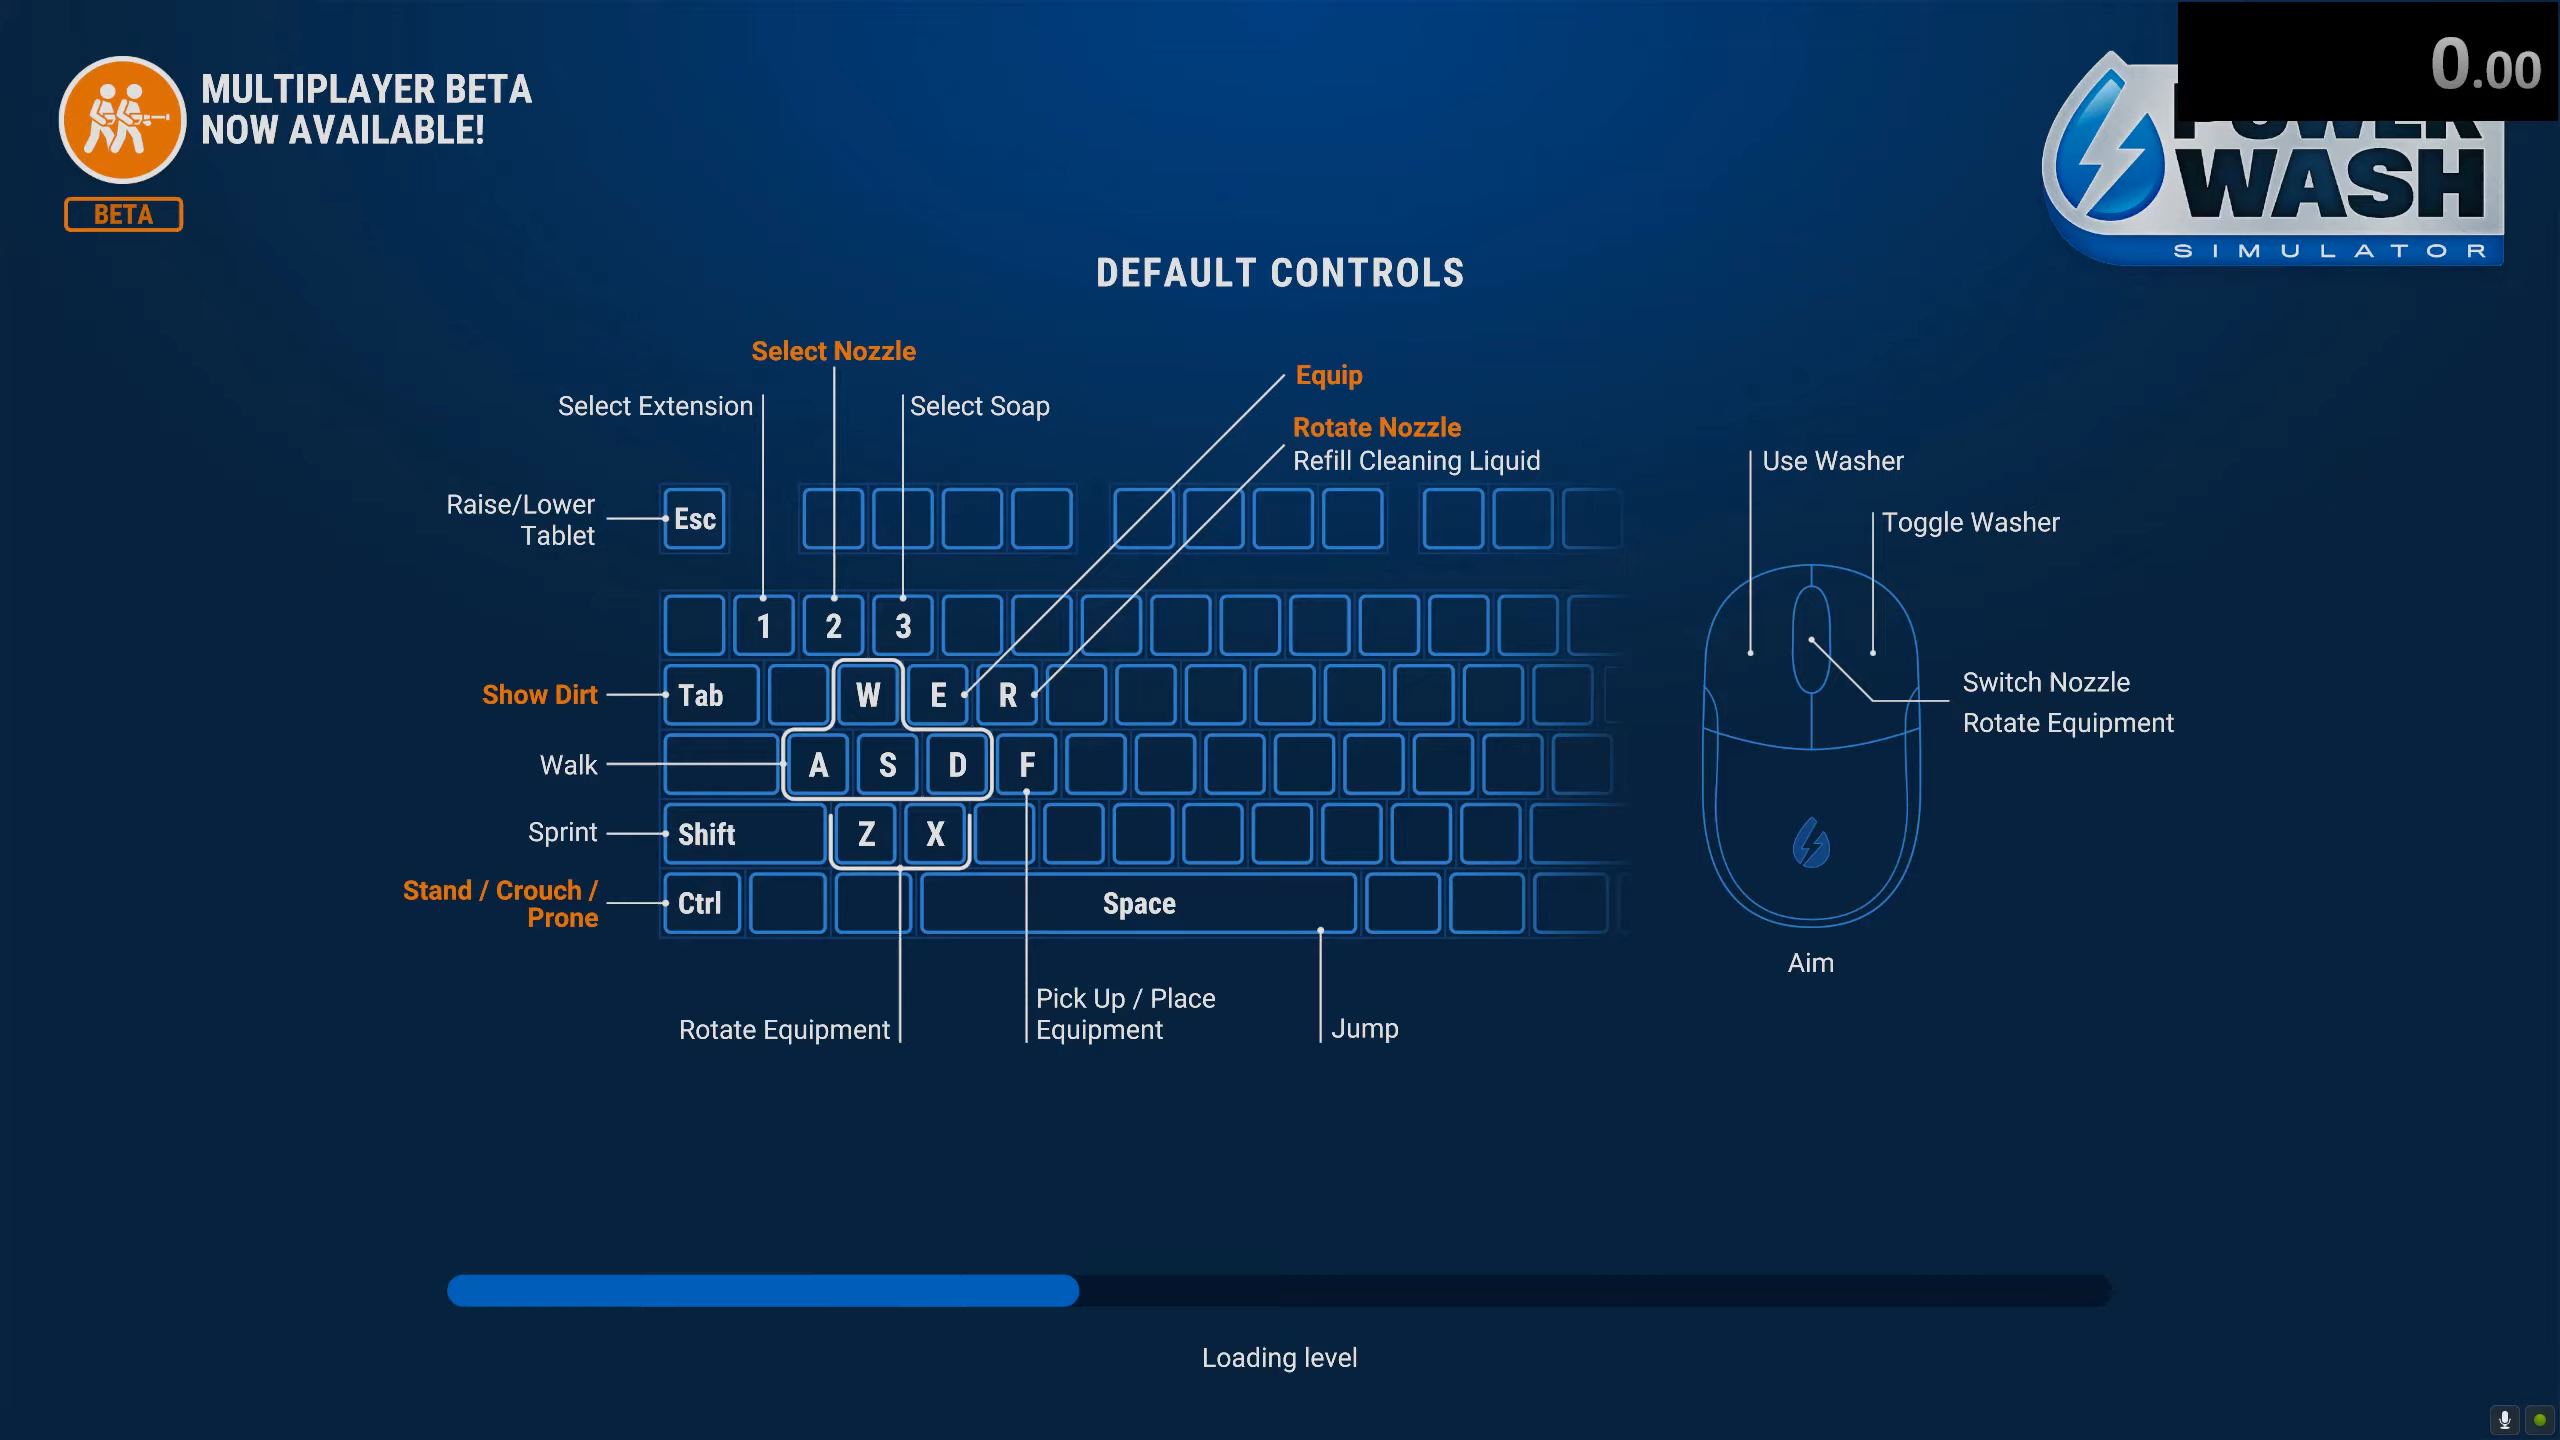 MULTIPLAYER BETA
NOW AVAILABLE!
BETA
0.00
POWER
WASH
SIMULATOR
DEFAULT CONTROLS
Select Nozzle
Equip
Select Extension
Select Soap
Rotate Nozzle
Refill Cleaning Liquid
Use Washer
Raise/Lower
Tablet
Esc
Toggle Washer
1 2 3
Show Dirt
Tab W E R
Switch Nozzle
Rotate Equipment
Walk
A S D F
Sprint
Shift Z X
Stand / Crouch /
Prone
Ctrl Space
Aim
Pick Up / Place
Equipment
Rotate Equipment
Jump
Loading level